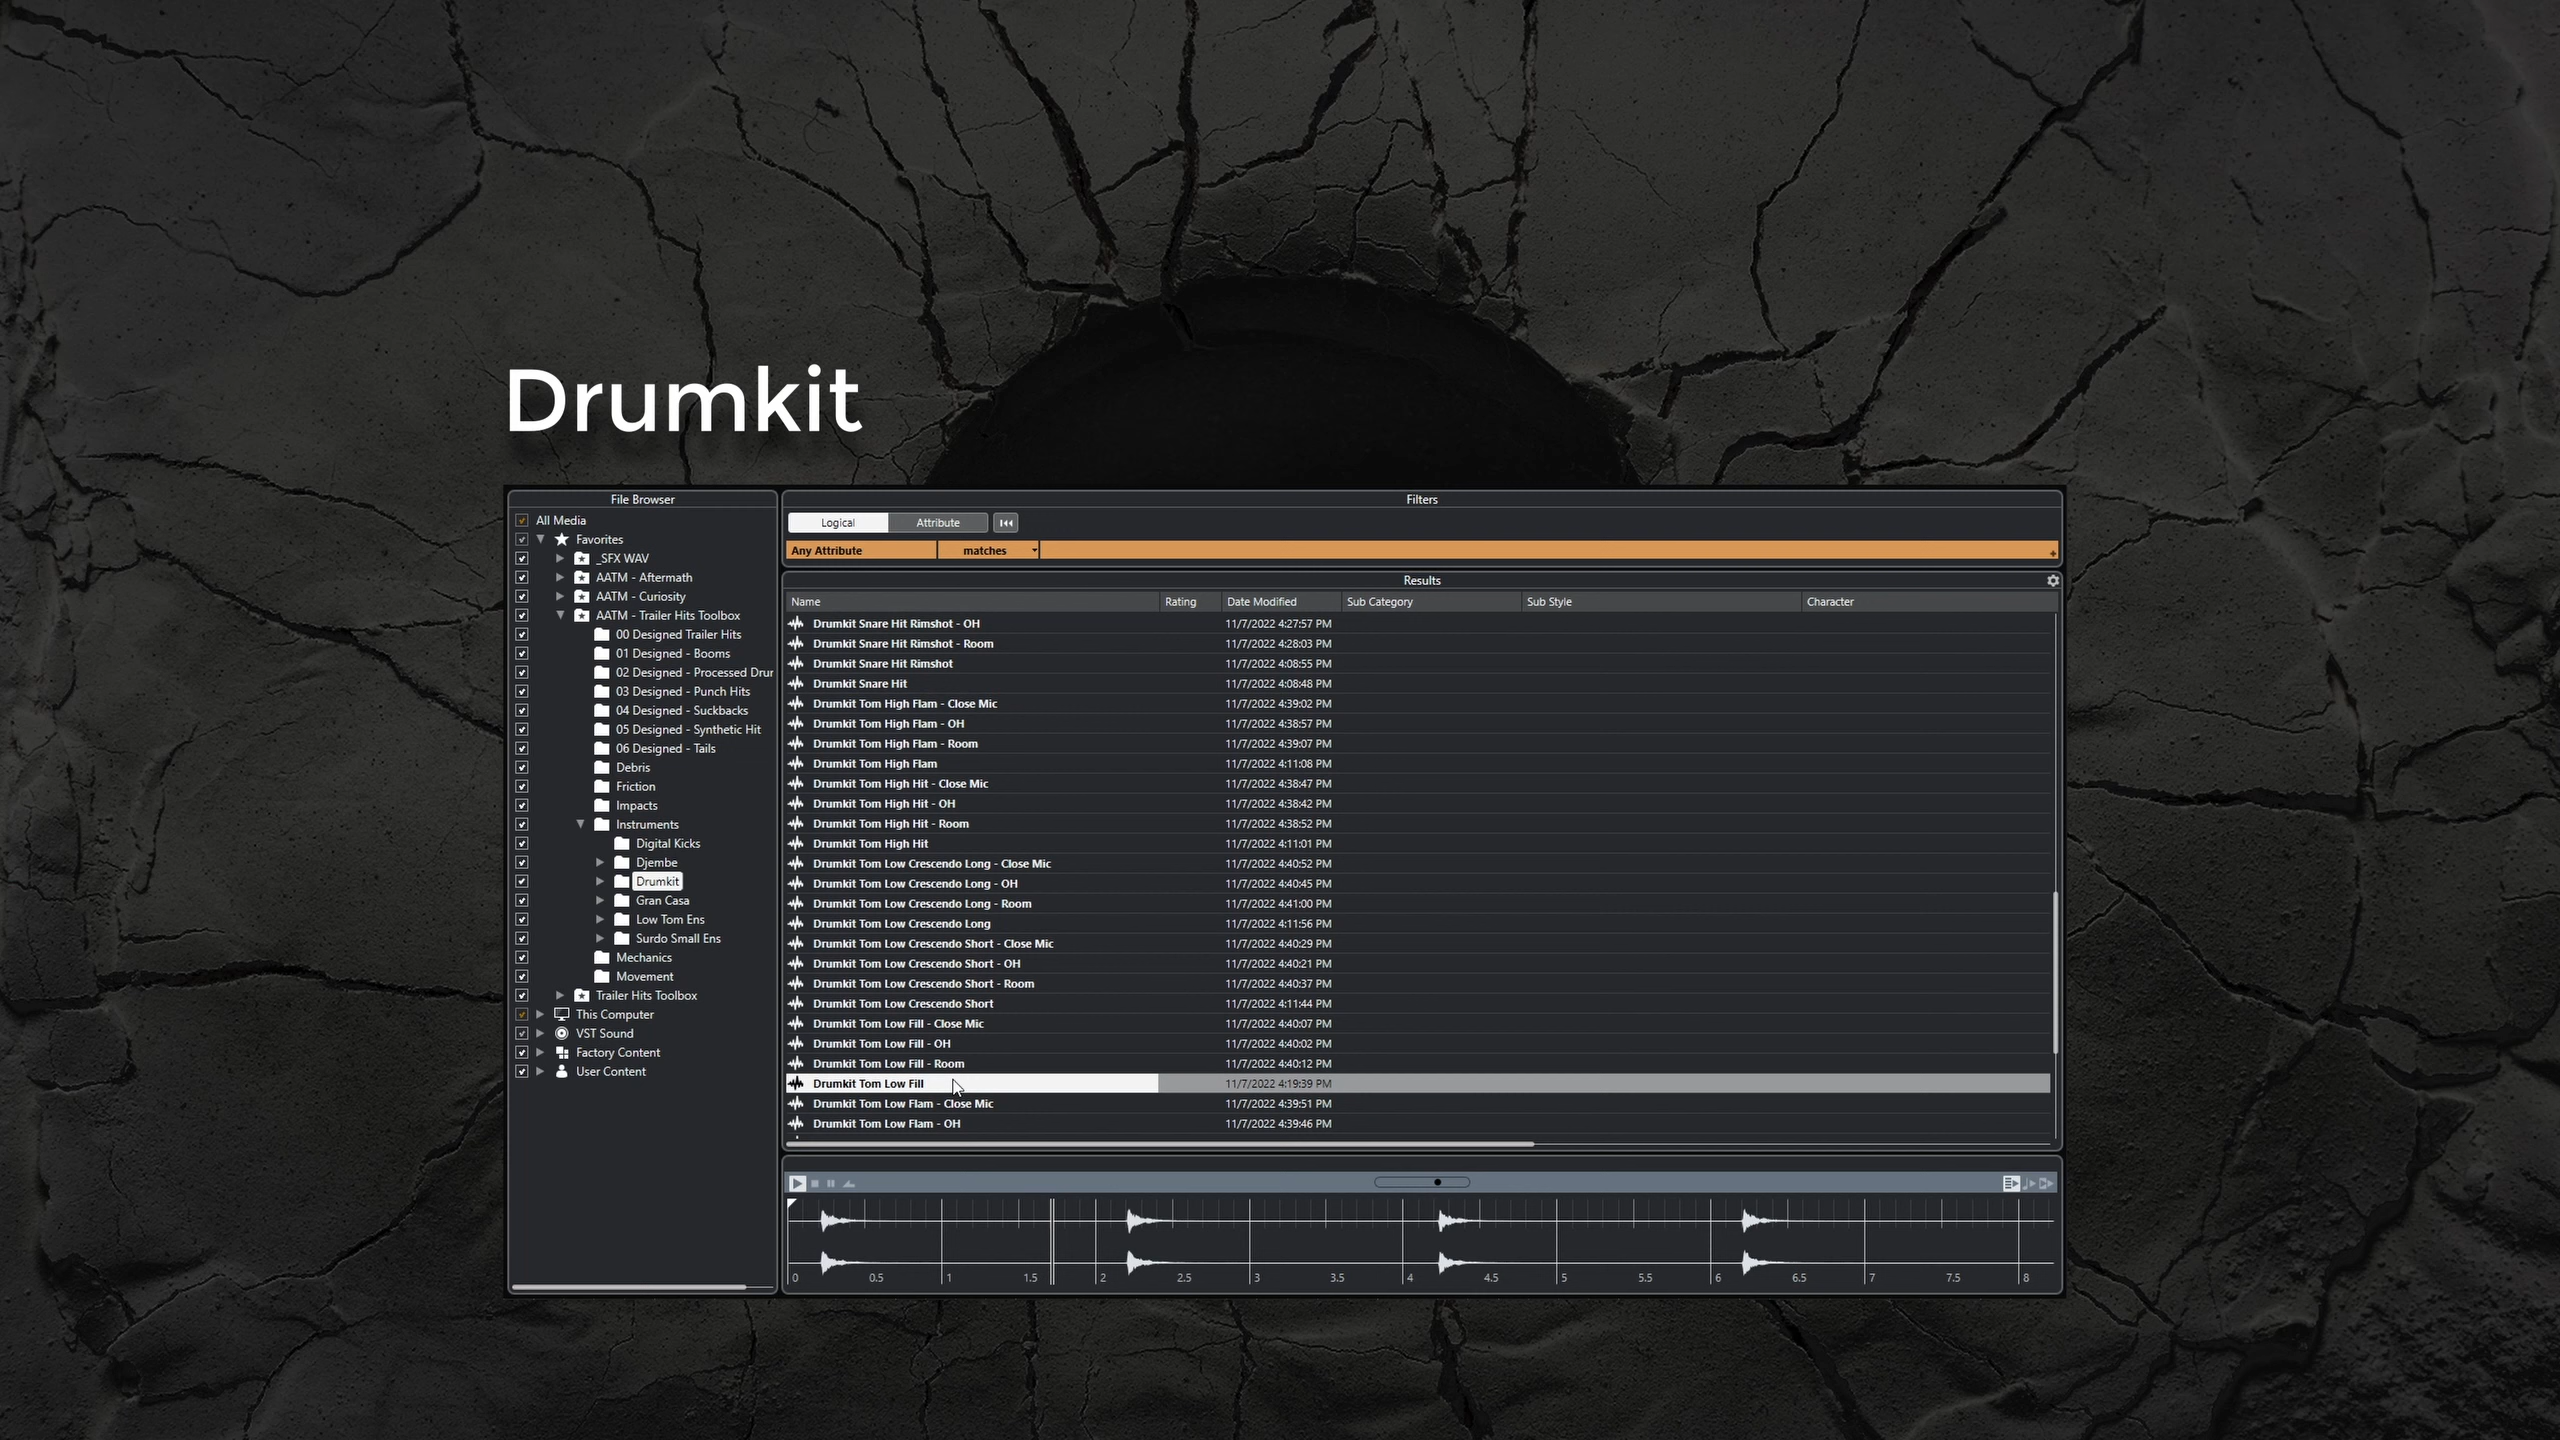 Drumkit
File Browser
All Media
Favorites
_SFX WAV
AATM - Aftermath
AATM - Curiosity
AATM - Trailer Hits Toolbox
00 Designed Trailer Hits
01 Designed - Booms
02 Designed - Processed Drur
03 Designed - Punch Hits
04 Designed - Suckbacks
05 Designed - Synthetic Hit
06 Designed - Tails
Debris
Friction
Impacts
Instruments
Digital Kicks
Djembe
Drumkit
Gran Casa
Low Tom Ens
Surdo Small Ens
Mechanics
Movement
Trailer Hits Toolbox
This Computer
VST Sound
Factory Content
User Content
Filters
Logical Attribute
Any Attribute matches
Results
Name Rating Date Modified Sub Category Sub Style Character
Drumkit Snare Hit Rimshot - OH 11/7/2022 4:27:57 PM
Drumkit Snare Hit Rimshot - Room 11/7/2022 4:28:03 PM
Drumkit Snare Hit Rimshot 11/7/2022 4:08:55 PM
Drumkit Snare Hit 11/7/2022 4:08:48 PM
Drumkit Tom High Flam - Close Mic 11/7/2022 4:39:02 PM
Drumkit Tom High Flam - OH 11/7/2022 4:38:57 PM
Drumkit Tom High Flam - Room 11/7/2022 4:39:07 PM
Drumkit Tom High Flam 11/7/2022 4:11:08 PM
Drumkit Tom High Hit - Close Mic 11/7/2022 4:38:47 PM
Drumkit Tom High Hit - OH 11/7/2022 4:38:42 PM
Drumkit Tom High Hit - Room 11/7/2022 4:38:52 PM
Drumkit Tom High Hit 11/7/2022 4:11:01 PM
Drumkit Tom Low Crescendo Long - Close Mic 11/7/2022 4:40:52 PM
Drumkit Tom Low Crescendo Long - OH 11/7/2022 4:40:45 PM
Drumkit Tom Low Crescendo Long - Room 11/7/2022 4:41:00 PM
Drumkit Tom Low Crescendo Long 11/7/2022 4:11:56 PM
Drumkit Tom Low Crescendo Short - Close Mic 11/7/2022 4:40:29 PM
Drumkit Tom Low Crescendo Short - OH 11/7/2022 4:40:21 PM
Drumkit Tom Low Crescendo Short - Room 11/7/2022 4:40:37 PM
Drumkit Tom Low Crescendo Short 11/7/2022 4:11:44 PM
Drumkit Tom Low Fill - Close Mic 11/7/2022 4:40:07 PM
Drumkit Tom Low Fill - OH 11/7/2022 4:40:02 PM
Drumkit Tom Low Fill - Room 11/7/2022 4:40:12 PM
Drumkit Tom Low Fill 11/7/2022 4:19:39 PM
Drumkit Tom Low Flam - Close Mic 11/7/2022 4:39:51 PM
Drumkit Tom Low Flam - OH 11/7/2022 4:39:46 PM
0 0.5 1 1.5 2 2.5 3 3.5 4 4.5 5 5.5 6 6.5 7 7.5 8